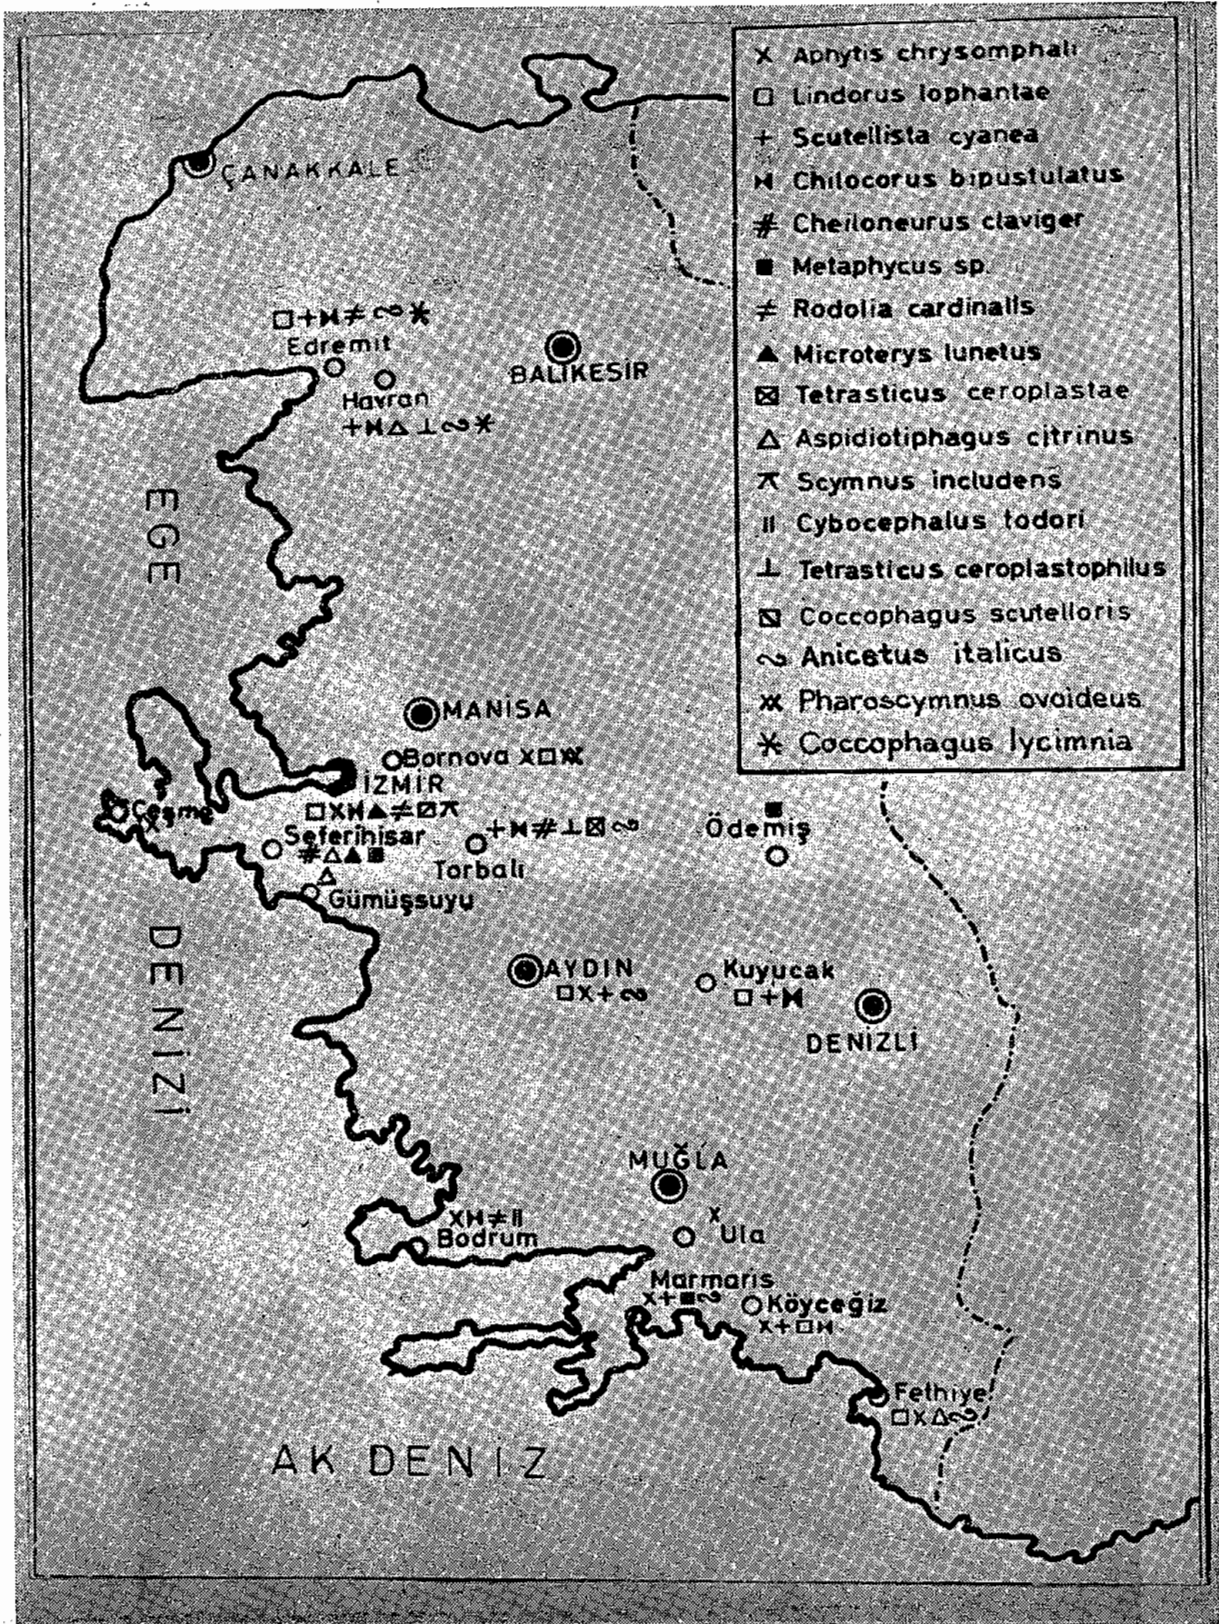 x Aphytis chrysomphali
□ Lindorus lophantae
+ Scutellista cyanea
Chilocorus bipustulatus
# Cheiloneurus claviger
■ Metaphycus sp.
≠ Rodolia cardinalis
▲ Microterys lunetus
⊠ Tetrasticus ceroplastae
△ Aspidiotiphagus citrinus
⊼ Scymnus includens
II Cybocephalus todori
⊥ Tetrasticus ceroplastophilus
⧅ Coccophagus scutelloris
∾ Anicetus italicus
Pharoscymnus ovoideus
* Coccophagus lycimnia
ÇANAKKALE
Edremit
BALIKESİR
Havran
EGE
MANİSA
Bornova
İZMİR
Çeşme
Seferihisar
Torbalı
Ödemiş
Gümüşsuyu
DENİZİ
AYDIN
Kuyucak
DENİZLİ
MUĞLA
Ula
Bodrum
Marmaris
Köyceğiz
Fethiye
AK DENİZ